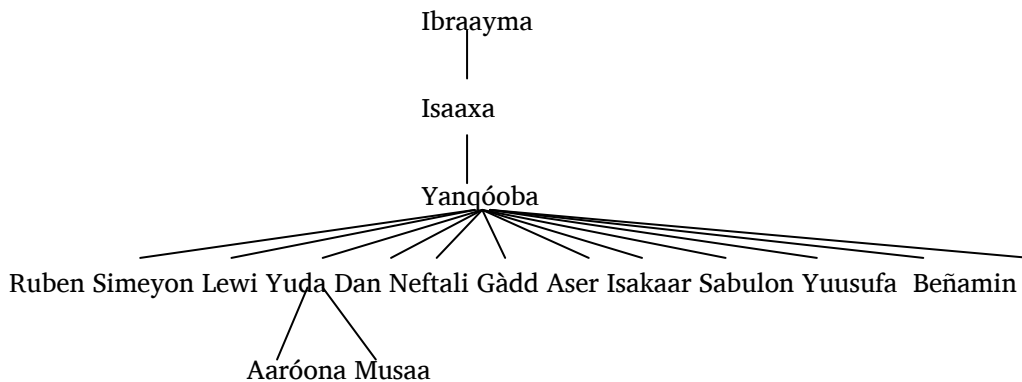 Ibraayma
Isaaxa
Yanqóoba
Ruben Simeyon Lewi Yuda Dan Neftali Gàdd Aser Isakaar Sabulon Yuusufa Beñamin
Aaróona Musaa